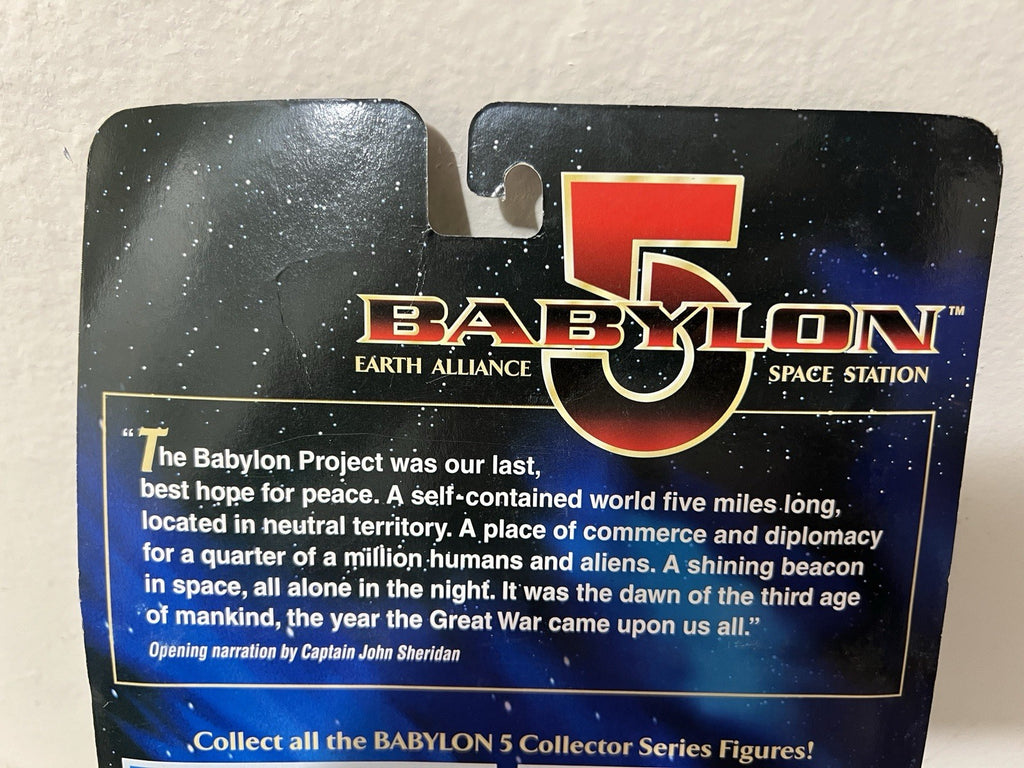 BABYLON 5™
EARTH ALLIANCE SPACE STATION
“The Babylon Project was our last,
best hope for peace. A self-contained world five miles long,
located in neutral territory. A place of commerce and diplomacy
for a quarter of a million humans and aliens. A shining beacon
in space, all alone in the night. It was the dawn of the third age
of mankind, the year the Great War came upon us all.”
Opening narration by Captain John Sheridan
Collect all the BABYLON 5 Collector Series Figures!